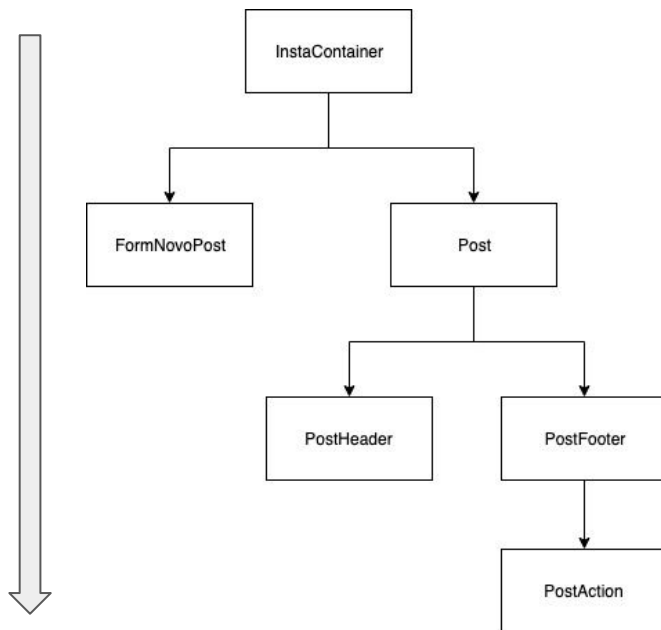 InstaContainer
FormNovoPost
Post
PostHeader
PostFooter
PostAction